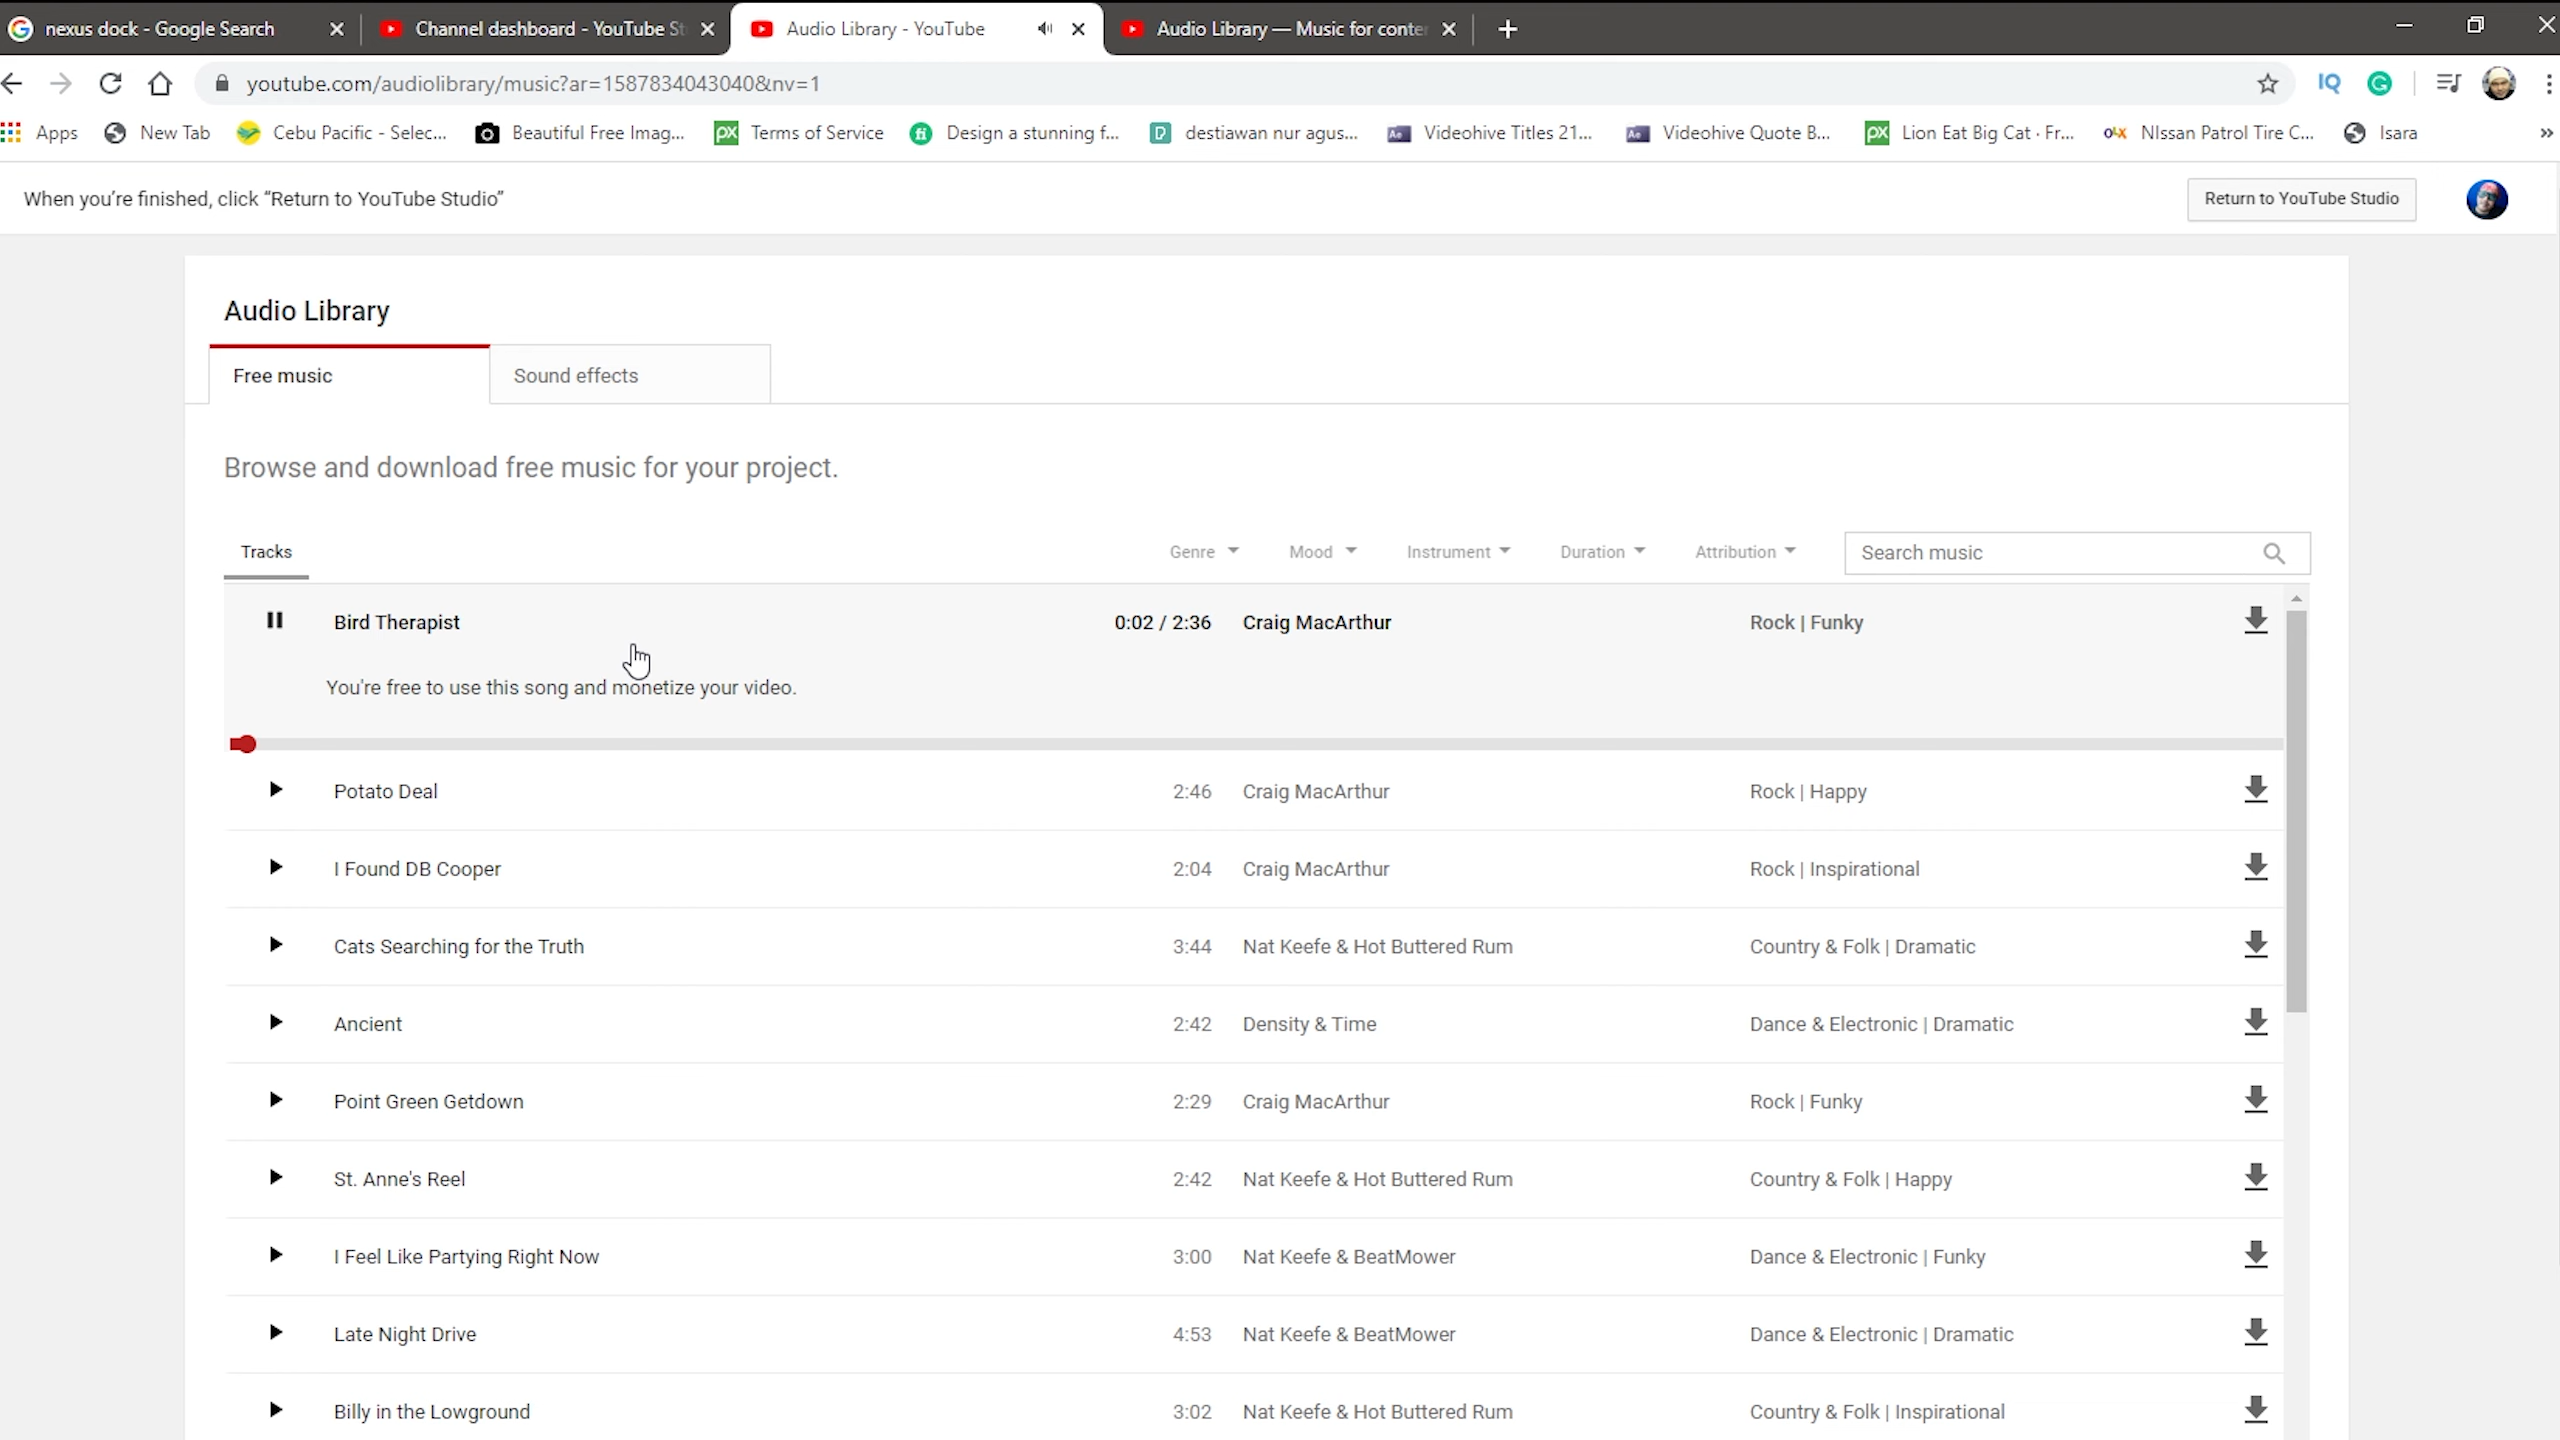 nexus dock - Google Search
Channel dashboard - YouTube St
Audio Library - YouTube
Audio Library — Music for conte
youtube.com/audiolibrary/music?ar=1587834043040&nv=1
Apps
New Tab
Cebu Pacific - Selec...
Beautiful Free Imag...
Terms of Service
Design a stunning f...
destiawan nur agus...
Videohive Titles 21...
Videohive Quote B...
Lion Eat Big Cat · Fr...
NIssan Patrol Tire C...
Isara
When you're finished, click “Return to YouTube Studio”
Return to YouTube Studio
Audio Library
Free music
Sound effects
Browse and download free music for your project.
Tracks Genre Mood Instrument Duration Attribution Search music
Bird Therapist 0:02 / 2:36 Craig MacArthur Rock | Funky
You're free to use this song and monetize your video.
Potato Deal 2:46 Craig MacArthur Rock | Happy
I Found DB Cooper 2:04 Craig MacArthur Rock | Inspirational
Cats Searching for the Truth 3:44 Nat Keefe & Hot Buttered Rum Country & Folk | Dramatic
Ancient 2:42 Density & Time Dance & Electronic | Dramatic
Point Green Getdown 2:29 Craig MacArthur Rock | Funky
St. Anne's Reel 2:42 Nat Keefe & Hot Buttered Rum Country & Folk | Happy
I Feel Like Partying Right Now 3:00 Nat Keefe & BeatMower Dance & Electronic | Funky
Late Night Drive 4:53 Nat Keefe & BeatMower Dance & Electronic | Dramatic
Billy in the Lowground 3:02 Nat Keefe & Hot Buttered Rum Country & Folk | Inspirational